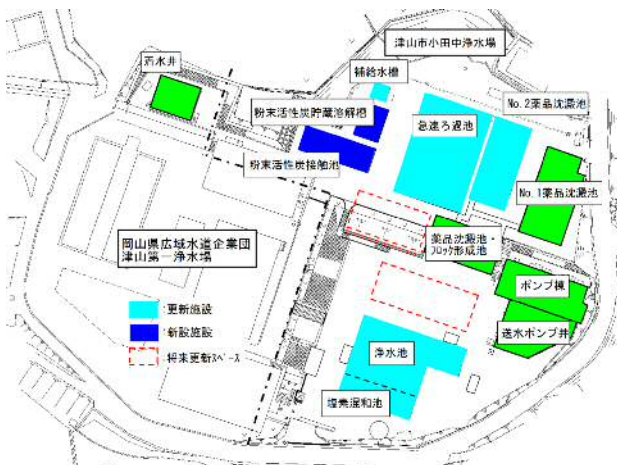 津山市小田中浄水場
着水井
補給水槽
No.2薬品沈澱池
粉末活性炭貯蔵溶解槽
急速ろ過池
粉末活性炭接触池
No.1薬品沈澱池
岡山県広域水道企業団
津山第一浄水場
薬品沈澱池・
フロック形成池
ポンプ棟
:更新施設
:新設施設
送水ポンプ井
:将来更新スペース
浄水池
塩素混和池